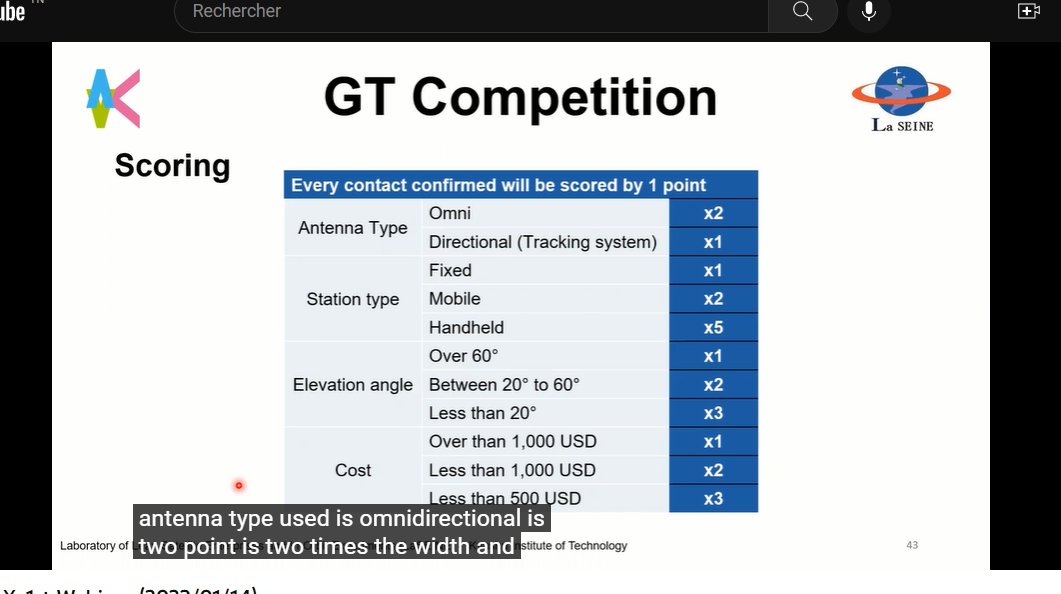 Rechercher
GT Competition
La SEINE
Scoring
Every contact confirmed will be scored by 1 point
Antenna Type
Omni
x2
Directional (Tracking system)
x1
Station type
Fixed
x1
Mobile
x2
Handheld
x5
Elevation angle
Over 60°
x1
Between 20° to 60°
x2
Less than 20°
x3
Cost
Over than 1,000 USD
x1
Less than 1,000 USD
x2
Less than 500 USD
x3
antenna type used is omnidirectional is
two point is two times the width and
Laboratory of
nstitute of Technology
43